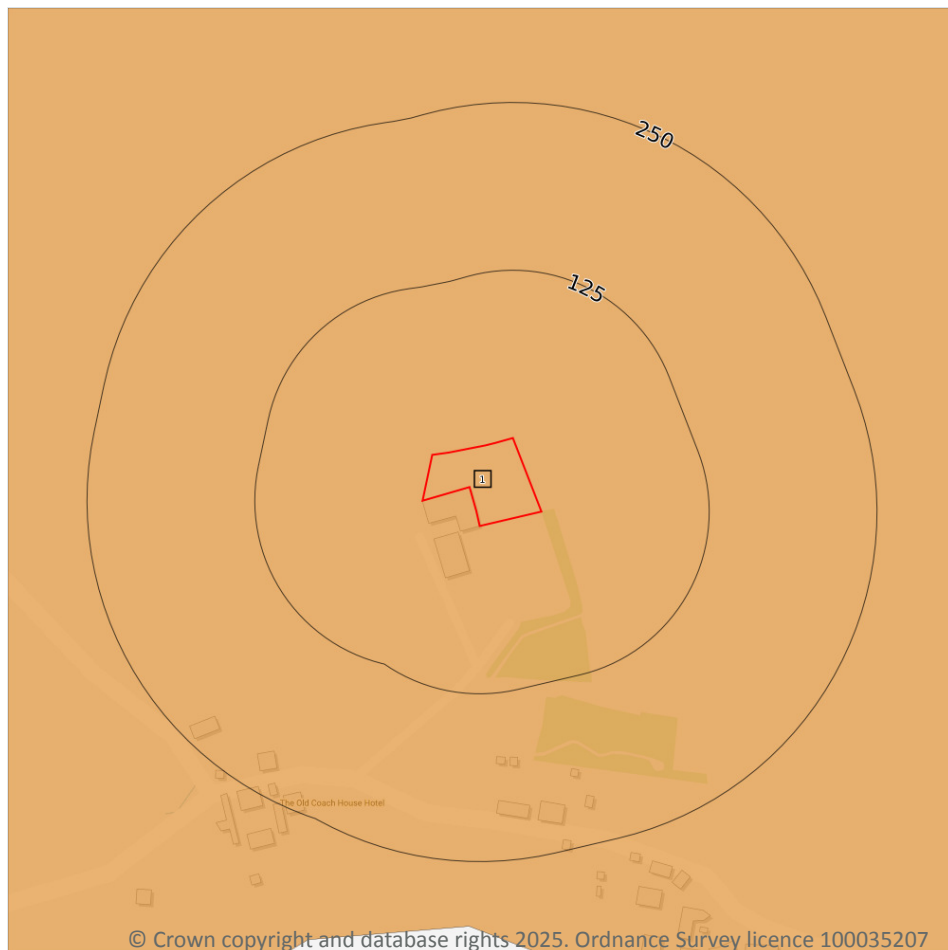 250
125
1
The Old Coach House Hotel
© Crown copyright and database rights 2025. Ordnance Survey licence 100035207